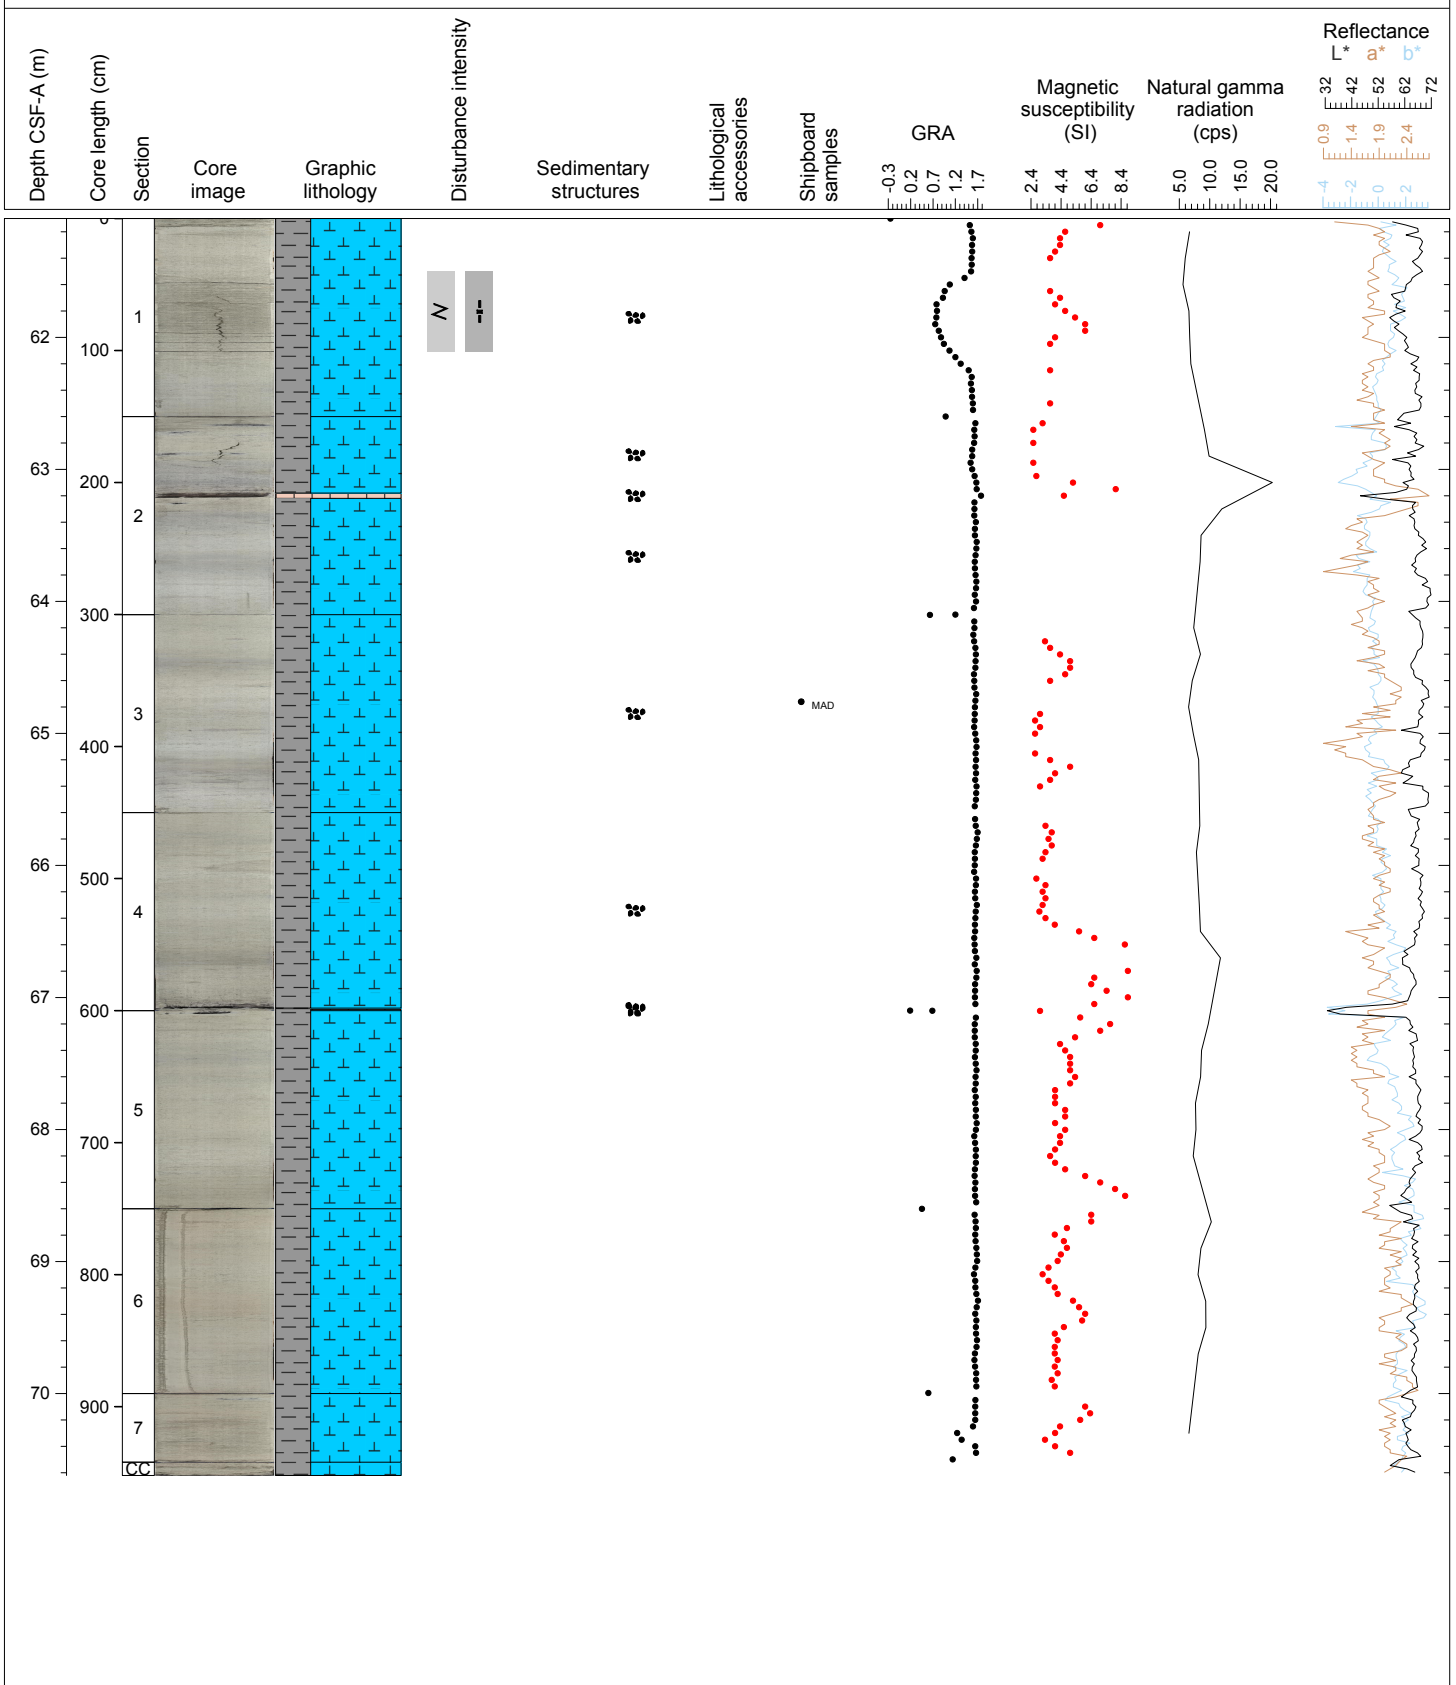 Depth CSF-A (m)
Core length (cm)
Section
Core
image
Graphic
lithology
Disturbance intensity
Sedimentary
structures
Lithological
accessories
Shipboard
samples
GRA
-0.3 0.2 0.7 1.2 1.7
Magnetic
susceptibility
(SI)
2.4 4.4 6.4 8.4
Natural gamma
radiation
(cps)
5.0 10.0 15.0 20.0
Reflectance
L* a* b*
32 42 52 62 72
0.9 1.4 1.9 2.4
-4 -2 0 2
62
63
64
65
66
67
68
69
70
0
100
200
300
400
500
600
700
800
900
1
2
3
4
5
6
7
CC
MAD